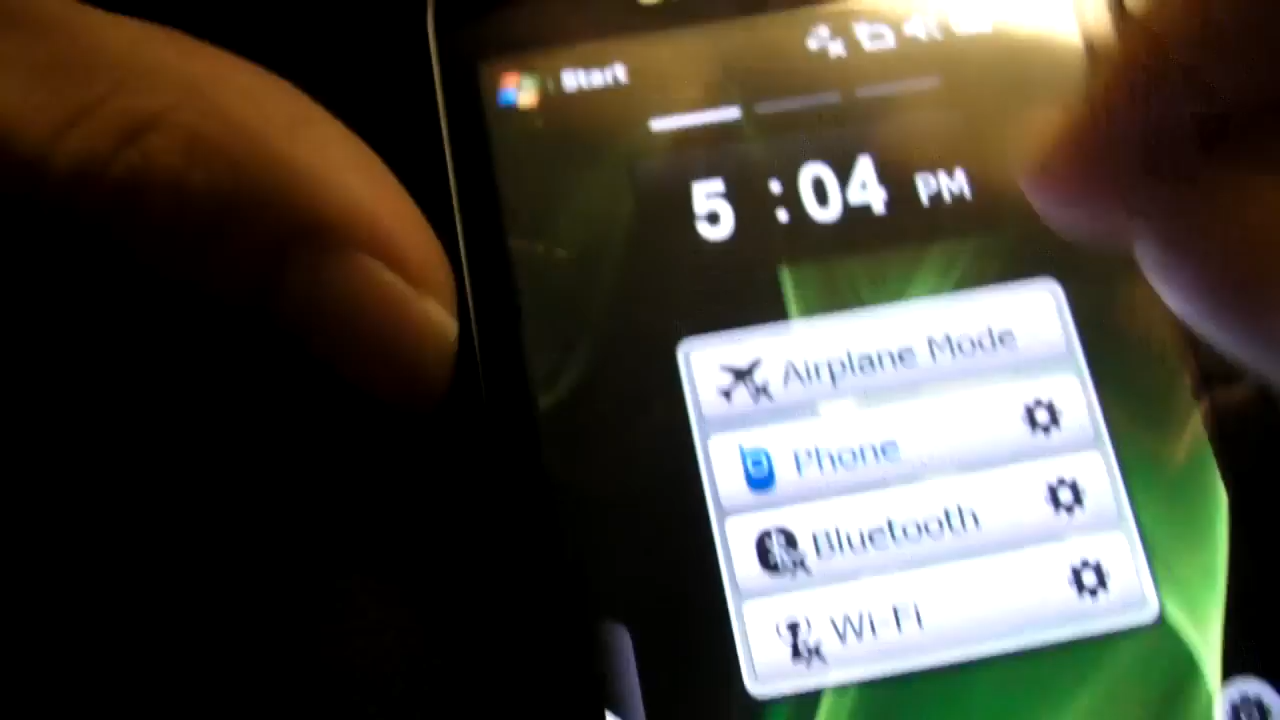 Start
5:04 PM
Airplane Mode
Phone
Bluetooth
Wi-Fi